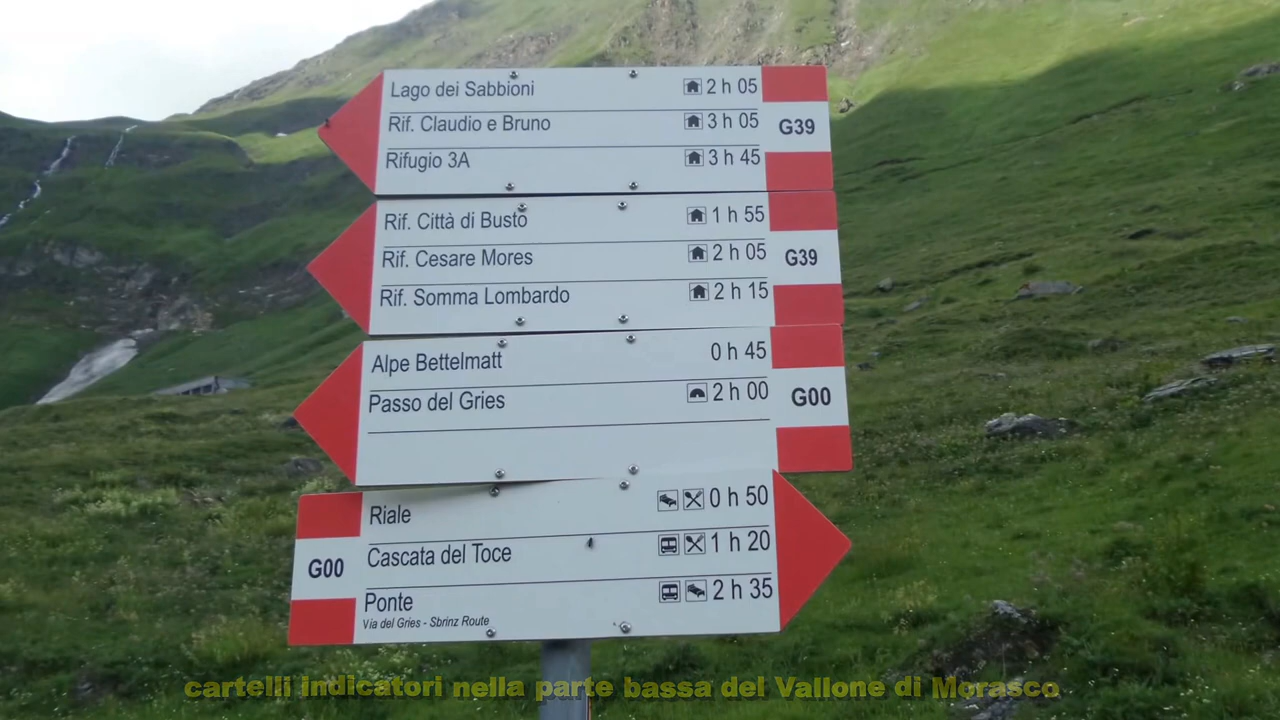 Lago dei Sabbioni 2 h 05
Rif. Claudio e Bruno 3 h 05
Rifugio 3A 3 h 45
G39
Rif. Città di Busto 1 h 55
Rif. Cesare Mores 2 h 05
Rif. Somma Lombardo 2 h 15
G39
Alpe Bettelmatt 0 h 45
Passo del Gries 2 h 00
G00
Riale 0 h 50
Cascata del Toce 1 h 20
G00
Ponte 2 h 35
Via del Gries - Sbrinz Route
cartelli indicatori nella parte bassa del Vallone di Morasco